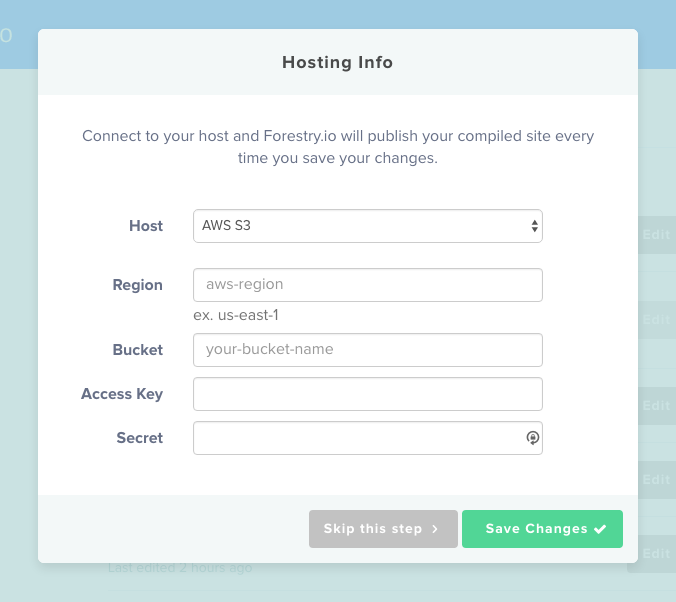 Hosting Info
Connect to your host and Forestry.io will publish your compiled site every
time you save your changes.
Host
AWS S3
Region
aws-region
ex. us-east-1
Bucket
your-bucket-name
Access Key
Secret
Skip this step
Save Changes
Edit
Edit
Edit
Edit
Edit
Last edited 2 hours ago